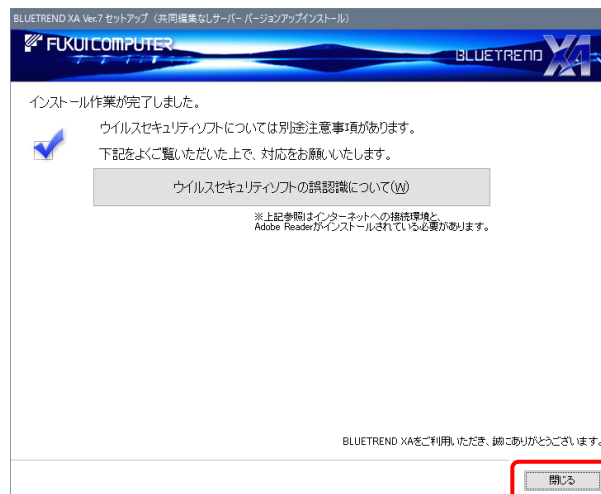 BLUETREND XA Ver.7 セットアップ（共同編集なしサーバー バージョンアップインストール）
FUKUI COMPUTER
BLUETREND XA
インストール作業が完了しました。
ウイルスセキュリティソフトについては別途注意事項があります。
下記をよくご覧いただいた上で、対応をお願いいたします。
ウイルスセキュリティソフトの誤認識について(W)
※上記参照はインターネットへの接続環境と、
Adobe Readerがインストールされている必要があります。
BLUETREND XAをご利用いただき、誠にありがとうございます。
閉じる